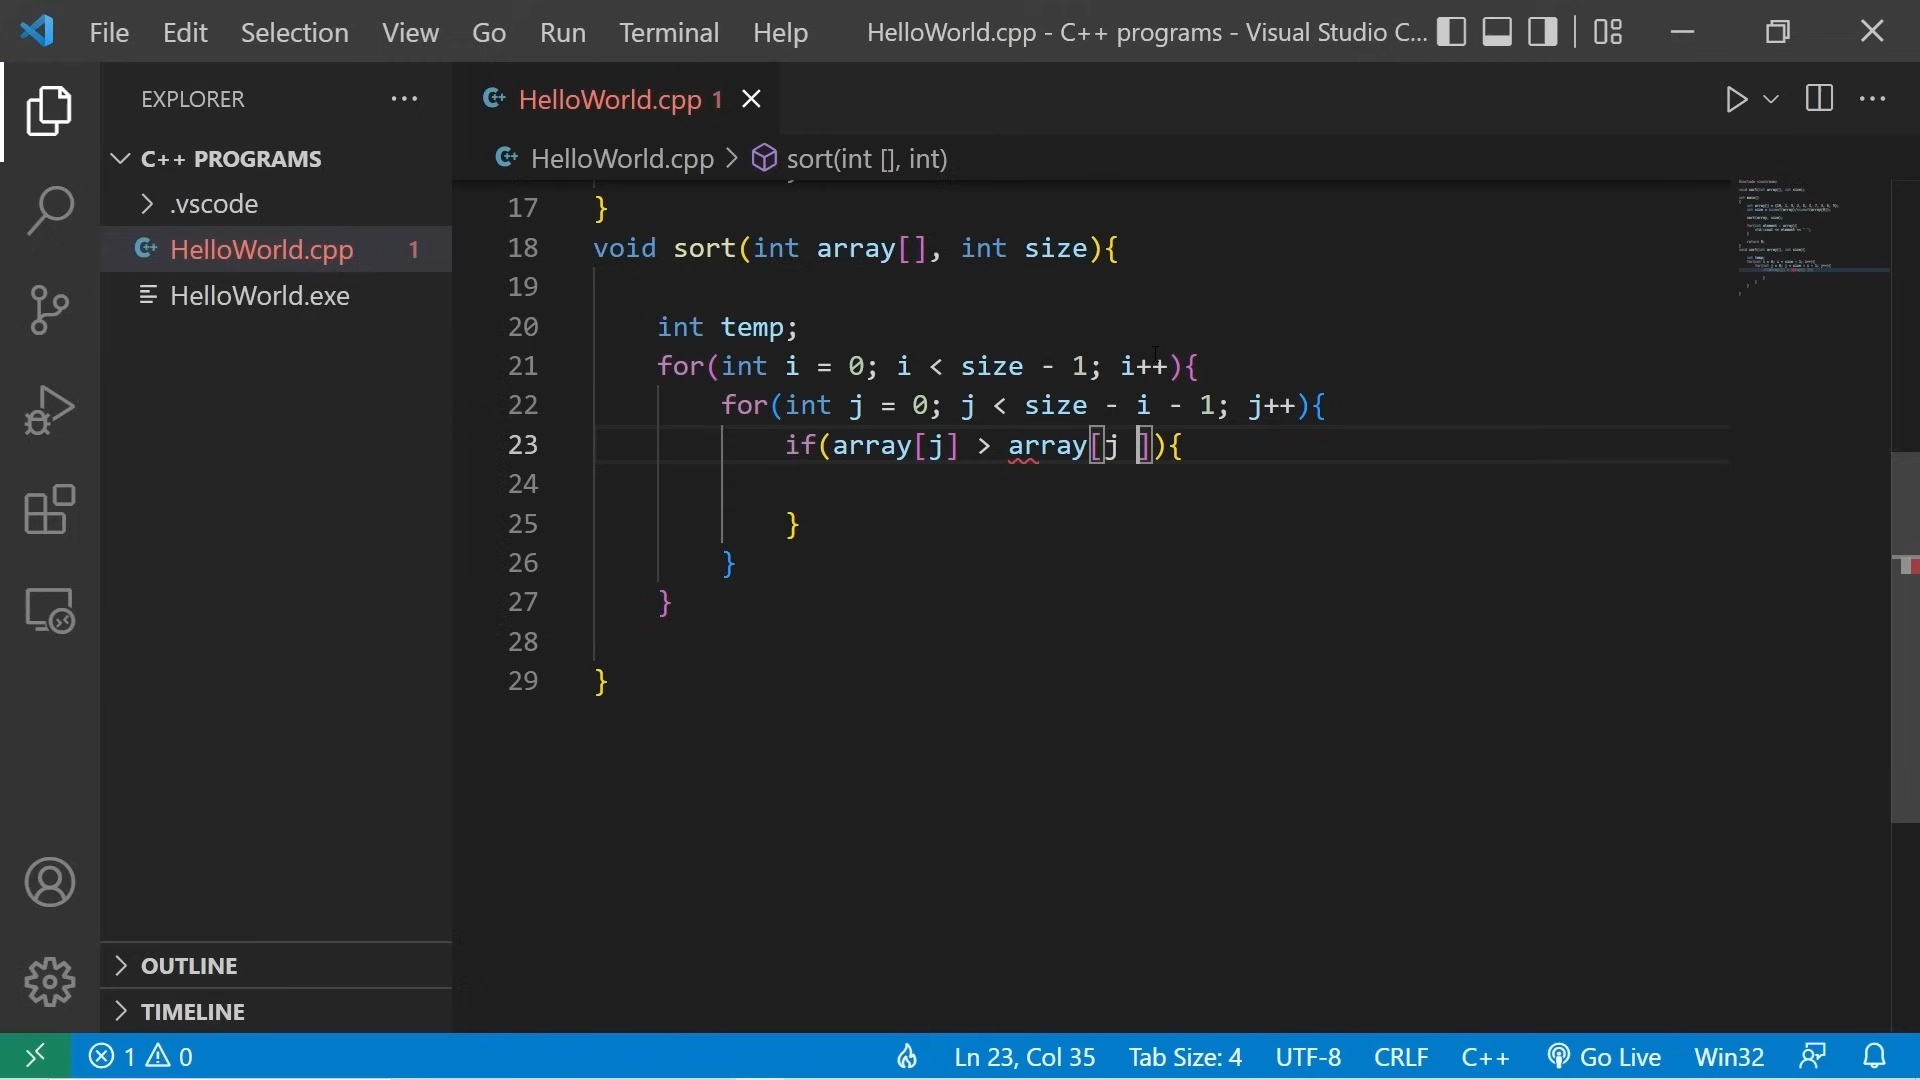 File Edit Selection View Go Run Terminal Help HelloWorld.cpp - C++ programs - Visual Studio C...
EXPLORER
C++ PROGRAMS
.vscode
HelloWorld.cpp 1
HelloWorld.exe
OUTLINE
TIMELINE
HelloWorld.cpp 1
HelloWorld.cpp > sort(int [], int)
17 }
18 void sort(int array[], int size){
19
20 int temp;
21 for(int i = 0; i < size - 1; i++){
22 for(int j = 0; j < size - i - 1; j++){
23 if(array[j] > array[j ]){
24
25 }
26 }
27 }
28
29 }
1 0 Ln 23, Col 35 Tab Size: 4 UTF-8 CRLF C++ Go Live Win32